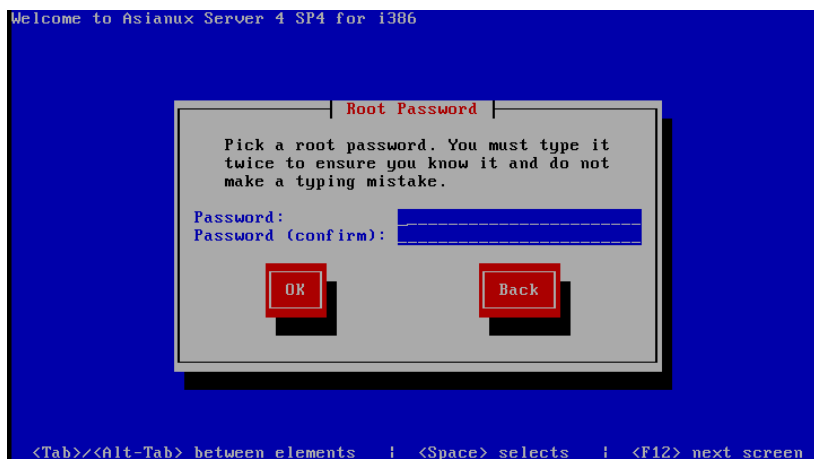 Welcome to Asianux Server 4 SP4 for i386
Root Password
Pick a root password. You must type it
twice to ensure you know it and do not
make a typing mistake.
Password:
Password (confirm):
OK Back
<Tab>/<Alt-Tab> between elements | <Space> selects | <F12> next screen